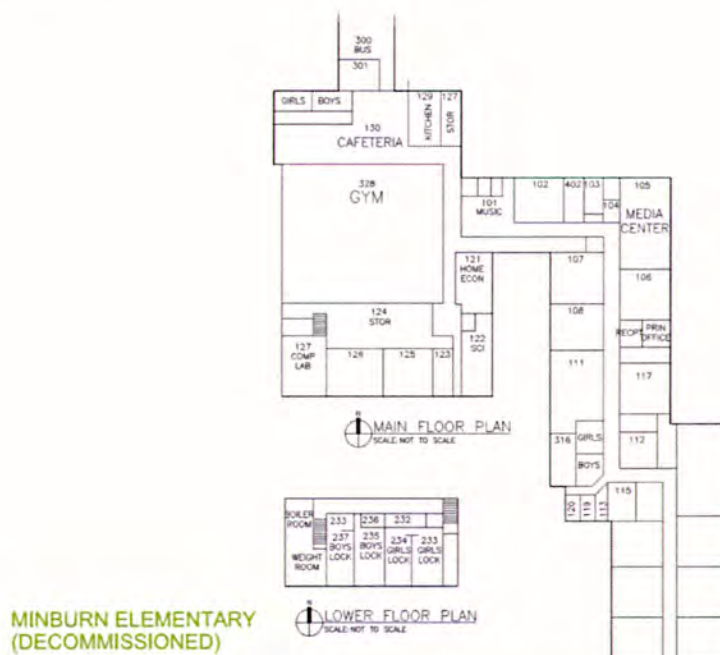 300
BUS
301
GIRLS BOYS
129
KITCHEN
127
STOR
130
CAFETERIA
328
GYM
101
MUSIC
102
402
103
104
105
MEDIA
CENTER
121
HOME
ECON
107
106
108
124
STOR
122
SCI
RECPT
PRIN
OFFICE
127
COMP
LAB
126
125
123
111
117
N
MAIN FLOOR PLAN
SCALE: NOT TO SCALE
316
GIRLS
BOYS
112
120
119
113
115
BOILER
ROOM
233
236
232
237
BOYS
LOCK
235
BOYS
LOCK
234
GIRLS
LOCK
233
GIRLS
LOCK
WEIGHT
ROOM
N
LOWER FLOOR PLAN
SCALE: NOT TO SCALE
MINBURN ELEMENTARY
(DECOMMISSIONED)